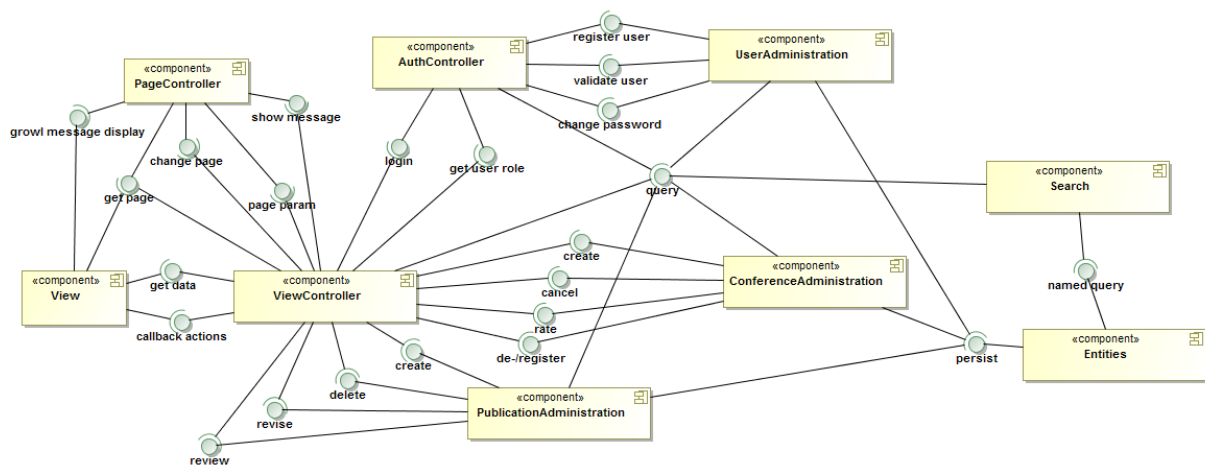 register user
«component»
AuthController
«component»
UserAdministration
«component»
PageController
validate user
growl message display
show message
change password
change page
login
get user role
get page
page param
query
«component»
Search
create
«component»
View
get data
«component»
ViewController
cancel
«component»
ConferenceAdministration
named query
callback actions
rate
de-/register
create
persist
«component»
Entities
delete
«component»
PublicationAdministration
revise
review